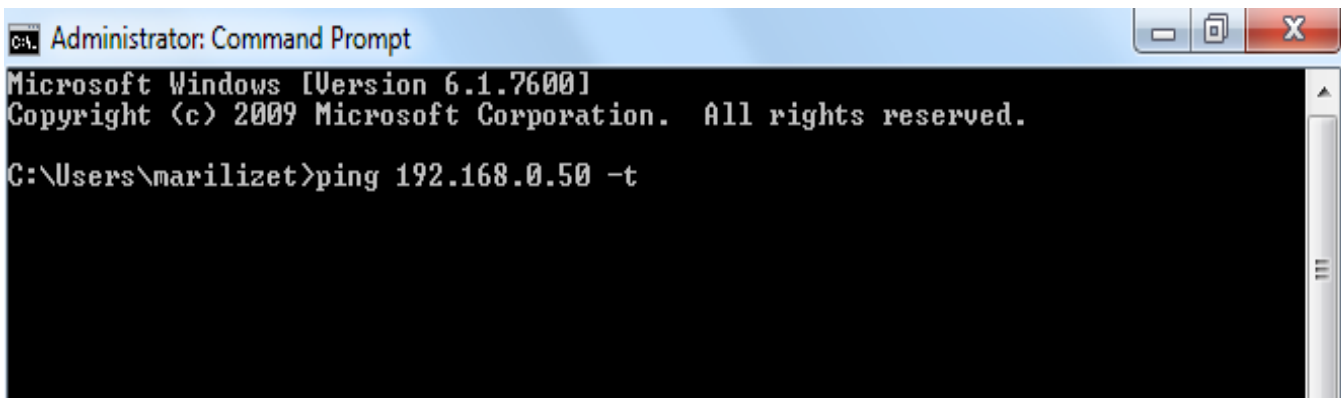 Administrator: Command Prompt
Microsoft Windows [Version 6.1.7600]
Copyright (c) 2009 Microsoft Corporation.  All rights reserved.
C:\Users\marilizet>ping 192.168.0.50 -t